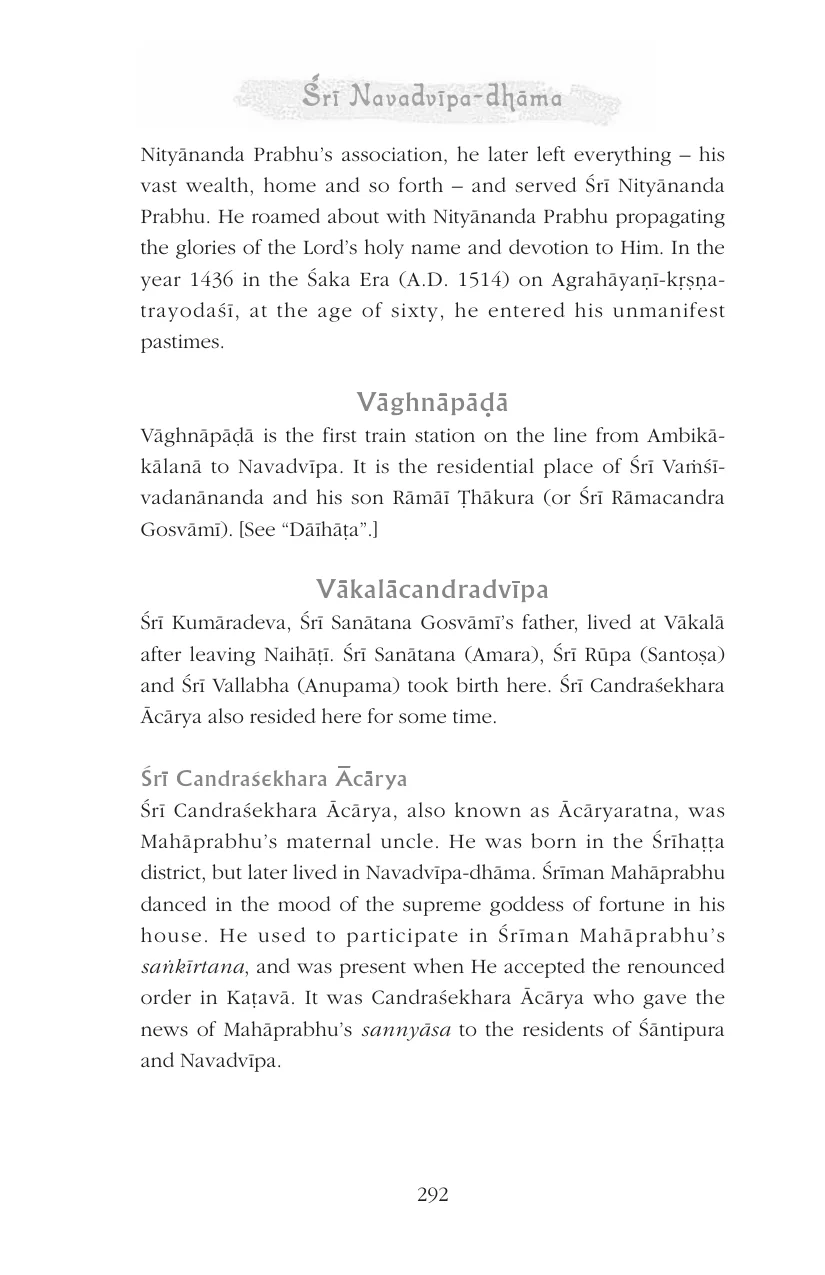 Śrī Navadvīpa-dhāma
Nityānanda Prabhu’s association, he later left everything – his
vast wealth, home and so forth – and served Śrī Nityānanda
Prabhu. He roamed about with Nityānanda Prabhu propagating
the glories of the Lord’s holy name and devotion to Him. In the
year 1436 in the Śaka Era (A.D. 1514) on Agrahāyaṇī-kṛṣṇa-
trayodaśī, at the age of sixty, he entered his unmanifest
pastimes.
Vāghnāpāḍā
Vāghnāpāḍā is the first train station on the line from Ambikā-
kālanā to Navadvīpa. It is the residential place of Śrī Vaṁśī-
vadanānanda and his son Rāmāī Ṭhākura (or Śrī Rāmacandra
Gosvāmī). [See “Dāīhāṭa”.]
Vākalācandradvīpa
Śrī Kumāradeva, Śrī Sanātana Gosvāmī’s father, lived at Vākalā
after leaving Naihāṭī. Śrī Sanātana (Amara), Śrī Rūpa (Santoṣa)
and Śrī Vallabha (Anupama) took birth here. Śrī Candraśekhara
Ācārya also resided here for some time.
Śrī Candraśekhara Ācārya
Śrī Candraśekhara Ācārya, also known as Ācāryaratna, was
Mahāprabhu’s maternal uncle. He was born in the Śrīhaṭṭa
district, but later lived in Navadvīpa-dhāma. Śrīman Mahāprabhu
danced in the mood of the supreme goddess of fortune in his
house. He used to participate in Śrīman Mahāprabhu’s
saṅkīrtana, and was present when He accepted the renounced
order in Kaṭavā. It was Candraśekhara Ācārya who gave the
news of Mahāprabhu’s sannyāsa to the residents of Śāntipura
and Navadvīpa.
292